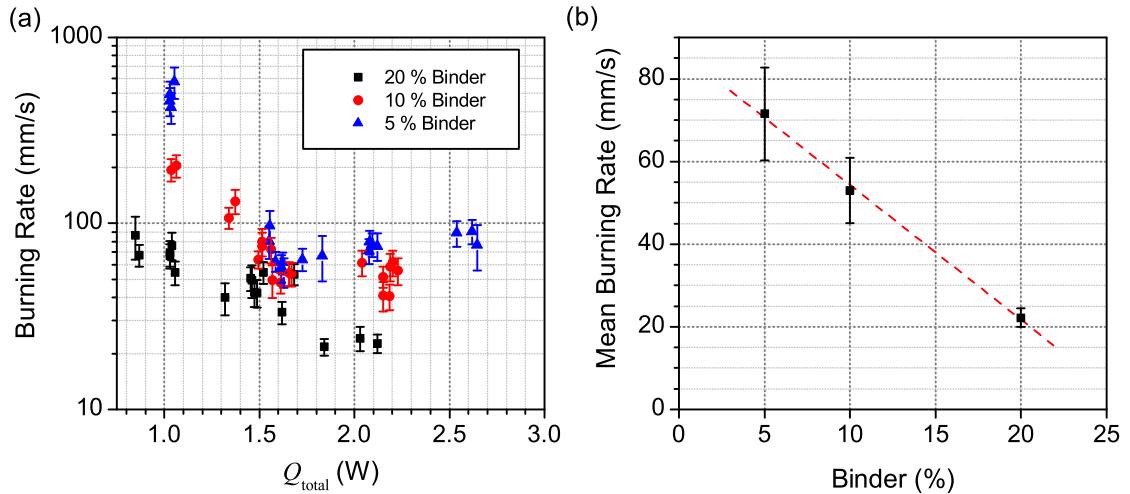 (a)
Burning Rate (mm/s)
1000
100
10
20 % Binder
10 % Binder
5 % Binder
1.0 1.5 2.0 2.5 3.0
Qtotal (W)
(b)
Mean Burning Rate (mm/s)
80
60
40
20
0
0 5 10 15 20 25
Binder (%)